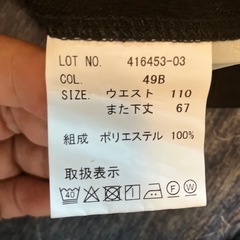 LOT NO. 416453-03
COL. 49B
SIZE. ウエスト 110
また下丈 67
組成 ポリエステル 100%
取扱表示
40 F W